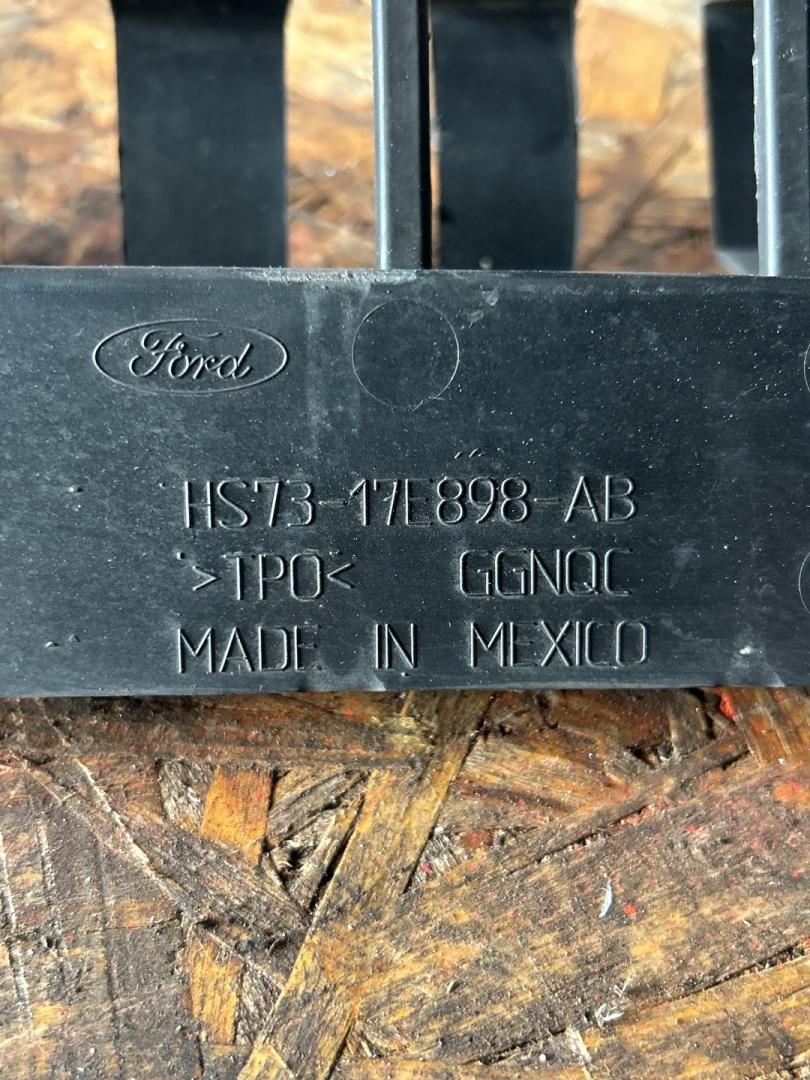 Ford
HS73-17E898-AB
>TPO< GGNQC
MADE IN MEXICO